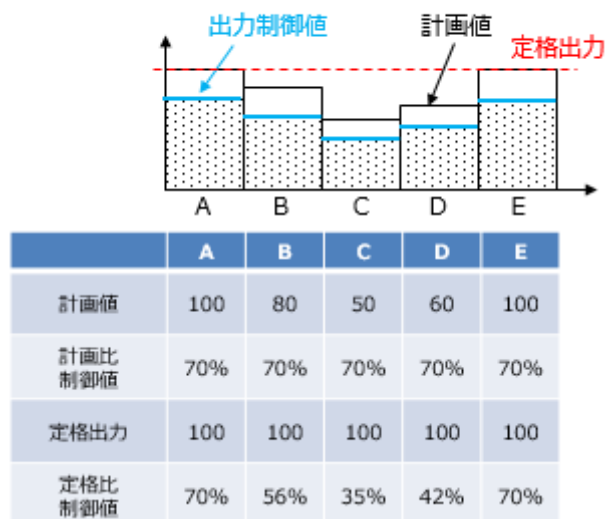 出力制御値
計画値
定格出力
A B C D E
A B C D E
計画値 100 80 50 60 100
計画比
制御値 70% 70% 70% 70% 70%
定格出力 100 100 100 100 100
定格比
制御値 70% 56% 35% 42% 70%